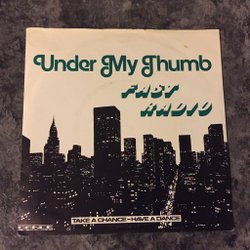 Under My Thumb
FAST
RADIO
TAKE A CHANCE–HAVE A DANCE